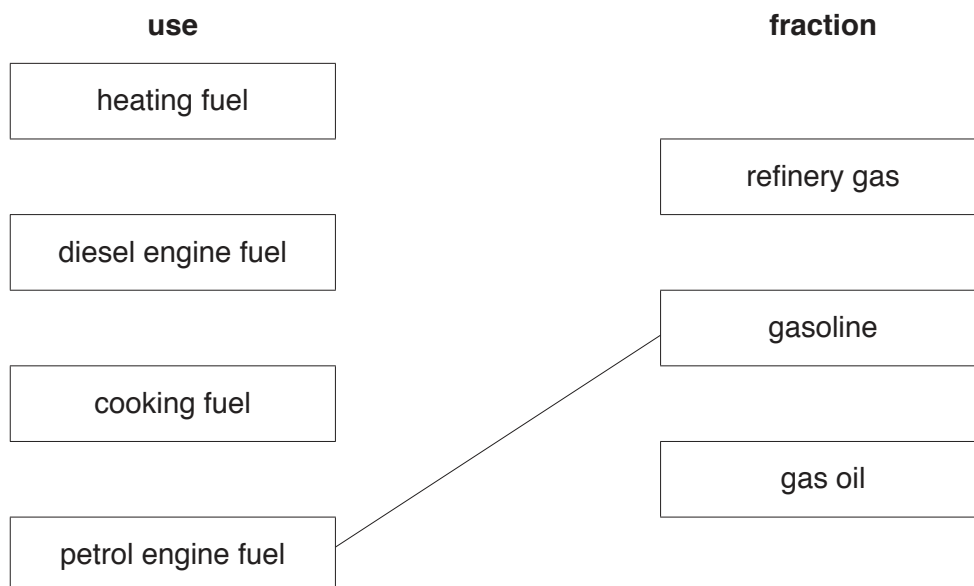 use
fraction
heating fuel
refinery gas
diesel engine fuel
gasoline
cooking fuel
gas oil
petrol engine fuel